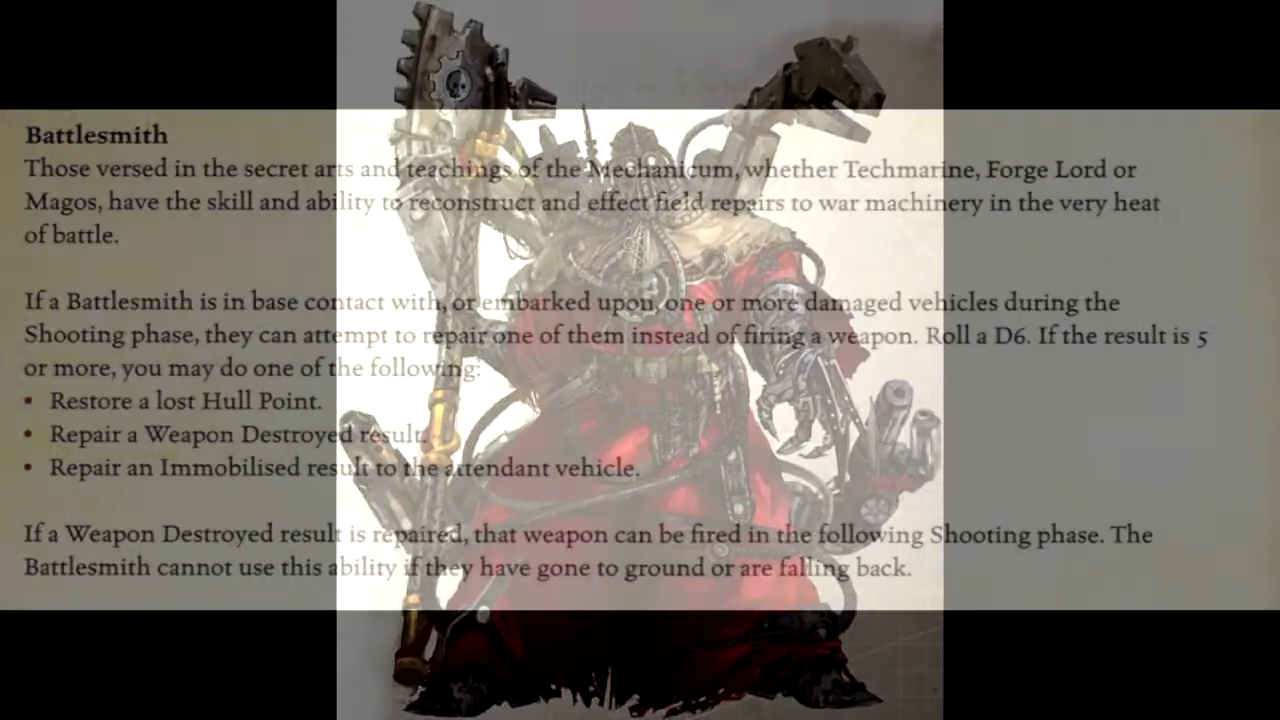 Battlesmith
Those versed in the secret arts and teachings of the Mechanicum, whether Techmarine, Forge Lord or
Magos, have the skill and ability to reconstruct and effect field repairs to war machinery in the very heat
of battle.
If a Battlesmith is in base contact with, or embarked upon, one or more damaged vehicles during the
Shooting phase, they can attempt to repair one of them instead of firing a weapon. Roll a D6. If the result is 5
or more, you may do one of the following:
• Restore a lost Hull Point.
• Repair a Weapon Destroyed result.
• Repair an Immobilised result to the attendant vehicle.
If a Weapon Destroyed result is repaired, that weapon can be fired in the following Shooting phase. The
Battlesmith cannot use this ability if they have gone to ground or are falling back.